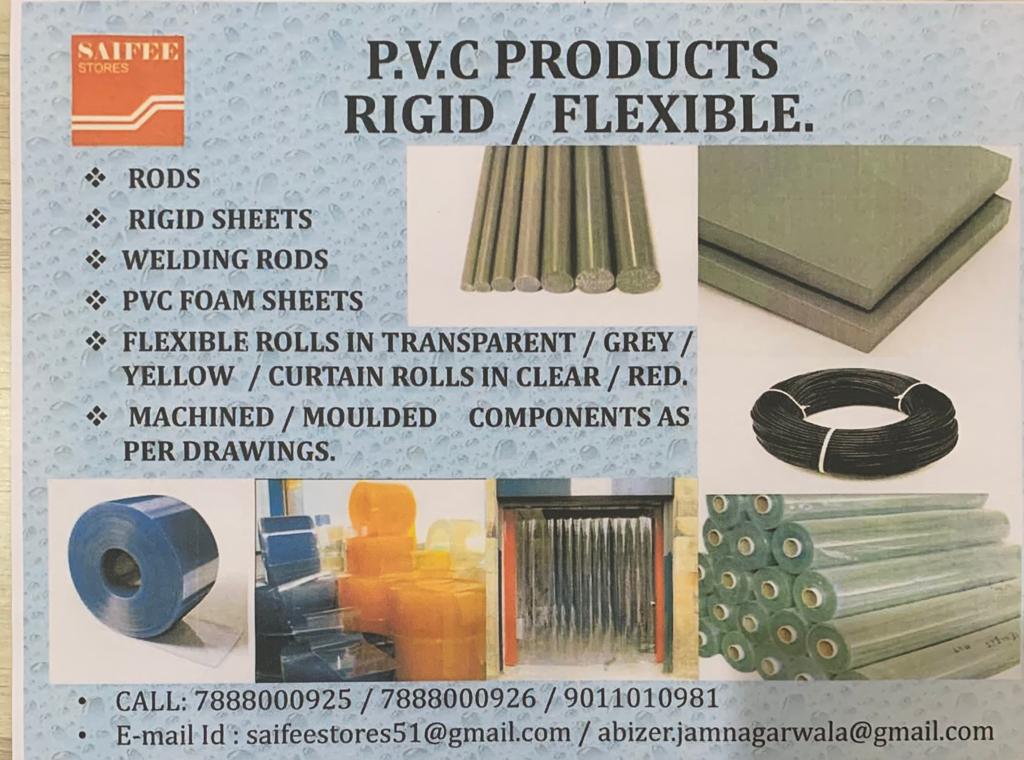 SAIFEE
STORES
P.V.C PRODUCTS
RIGID / FLEXIBLE.
❖ RODS
❖ RIGID SHEETS
❖ WELDING RODS
❖ PVC FOAM SHEETS
❖ FLEXIBLE ROLLS IN TRANSPARENT / GREY /
YELLOW / CURTAIN ROLLS IN CLEAR / RED.
❖ MACHINED / MOULDED COMPONENTS AS
PER DRAWINGS.
• CALL: 7888000925 / 7888000926 / 9011010981
• E-mail Id : saifeestores51@gmail.com / abizer.jamnagarwala@gmail.com